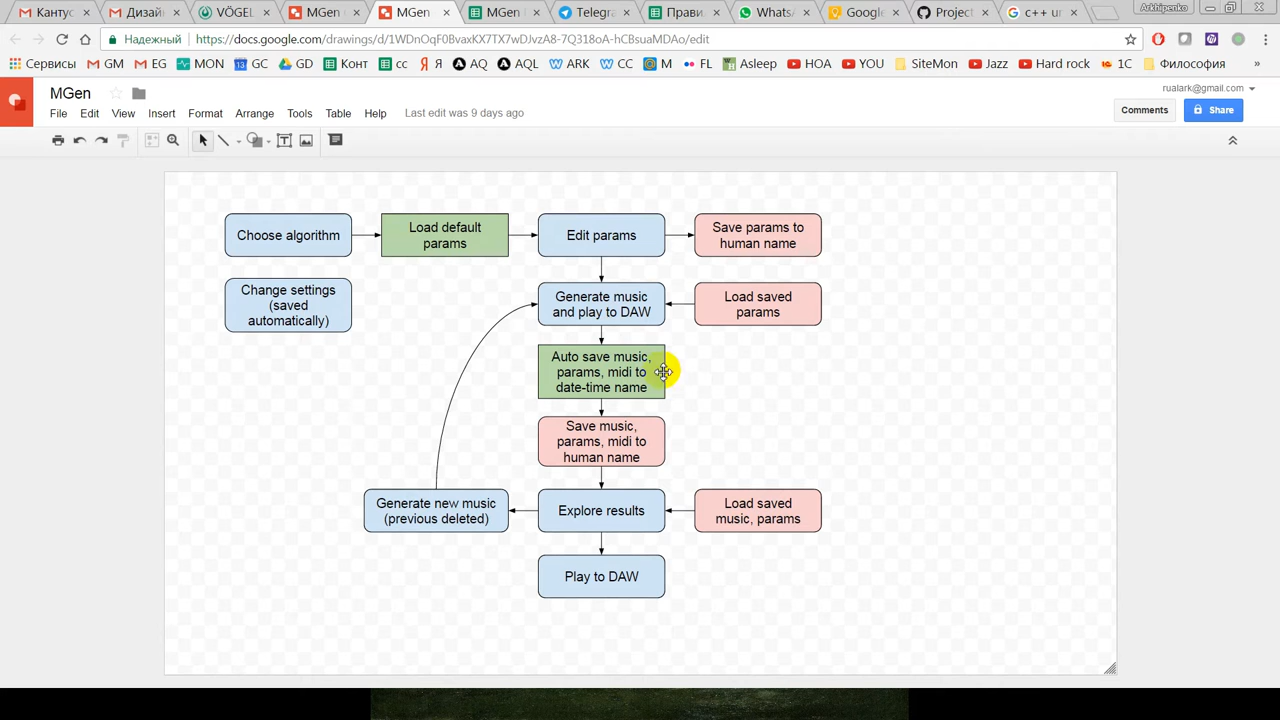 Кантус
Дизайн
VÖGEL
MGen
MGen
MGen
Telegra
Прави
WhatsA
Google
Project
c++ ur
Arkhipenko
Надежный
https://docs.google.com/drawings/d/1WDnOqF0BvaxKX7TX7wDJvzA8-7Q318oA-hCBsuaMDAo/edit
Сервисы
GM
EG
MON
GC
GD
Конт
cc
Я
AQ
AQL
ARK
DC
M
FL
Asleep
HOA
YOU
SiteMon
Jazz
Hard rock
1C
Философия
»
MGen
rualark@gmail.com
File Edit View Insert Format Arrange Tools Table Help Last edit was 9 days ago
Comments
Share
Choose algorithm
Load default
params
Edit params
Save params to
human name
Change settings
(saved
automatically)
Generate music
and play to DAW
Load saved
params
Auto save music,
params, midi to
date-time name
Save music,
params, midi to
human name
Generate new music
(previous deleted)
Explore results
Load saved
music, params
Play to DAW